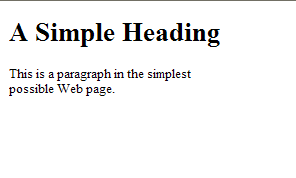 A Simple Heading
This is a paragraph in the simplest
possible Web page.